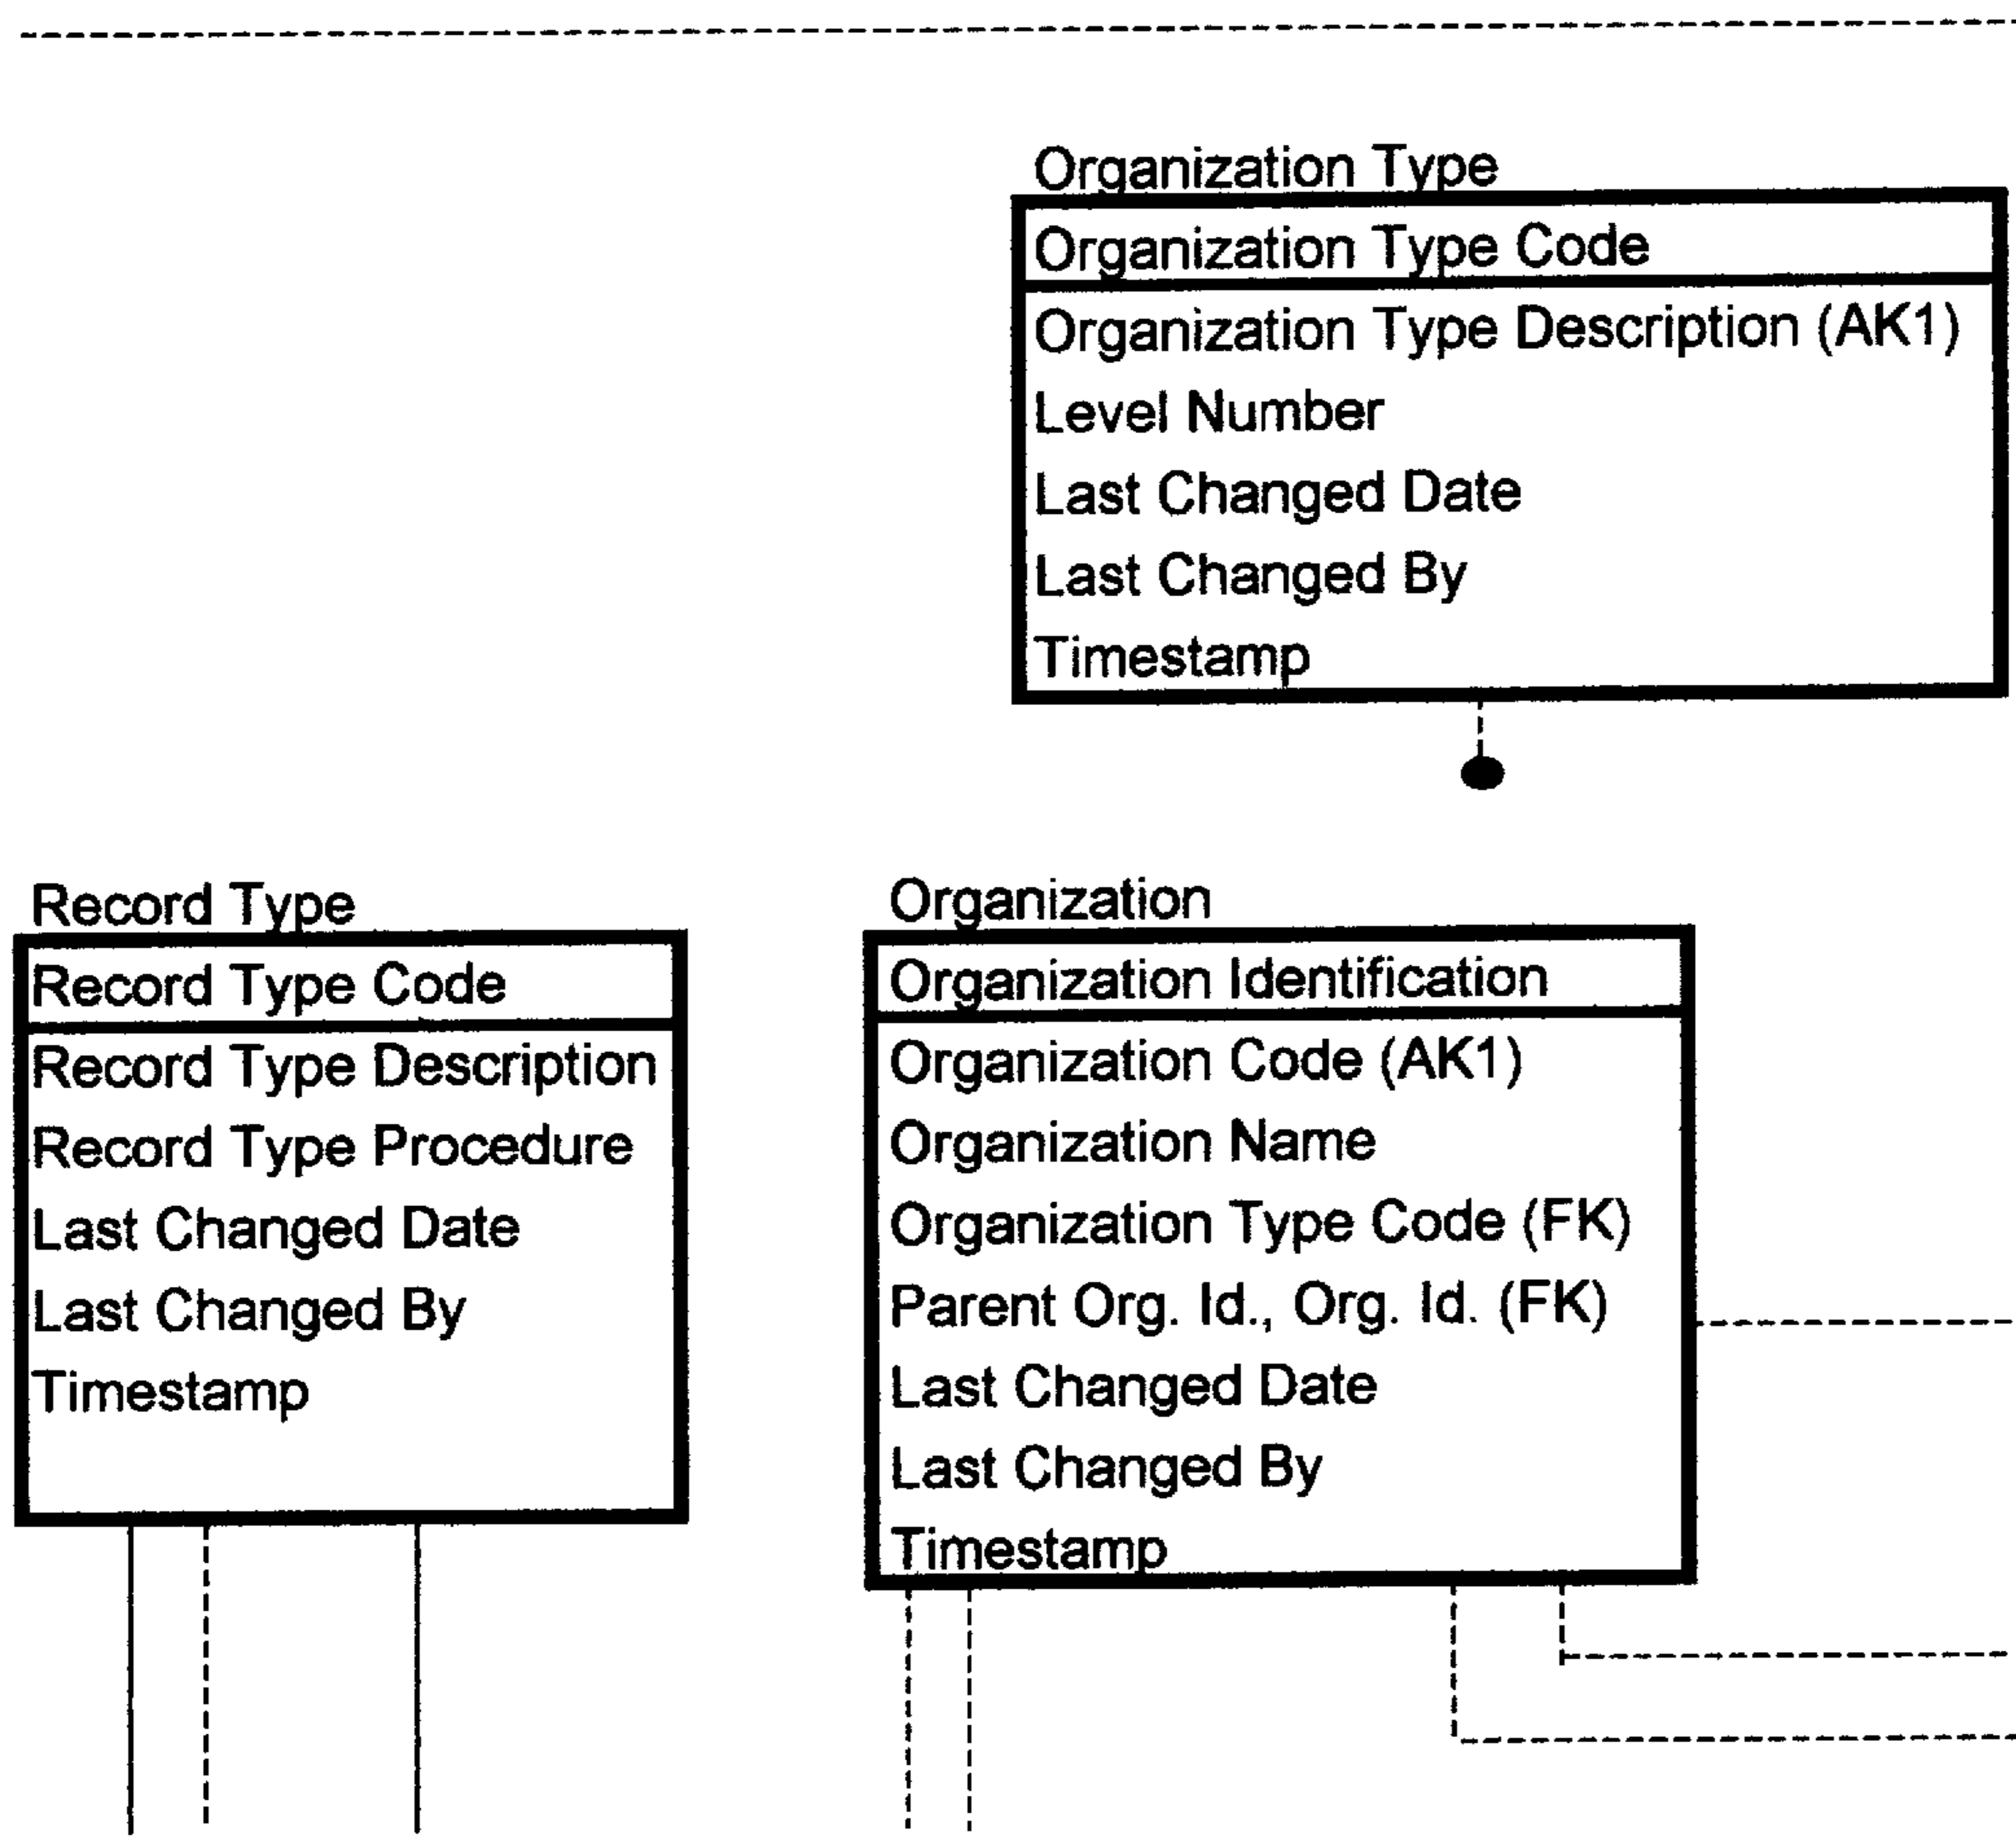 Organization Type
Organization Type Code
Organization Type Description (AK1)
Level Number
Last Changed Date
Last Changed By
Timestamp
Record Type
Record Type Code
Record Type Description
Record Type Procedure
Last Changed Date
Last Changed By
Timestamp
Organization
Organization Identification
Organization Code (AK1)
Organization Name
Organization Type Code (FK)
Parent Org. Id., Org. Id. (FK)
Last Changed Date
Last Changed By
Timestamp